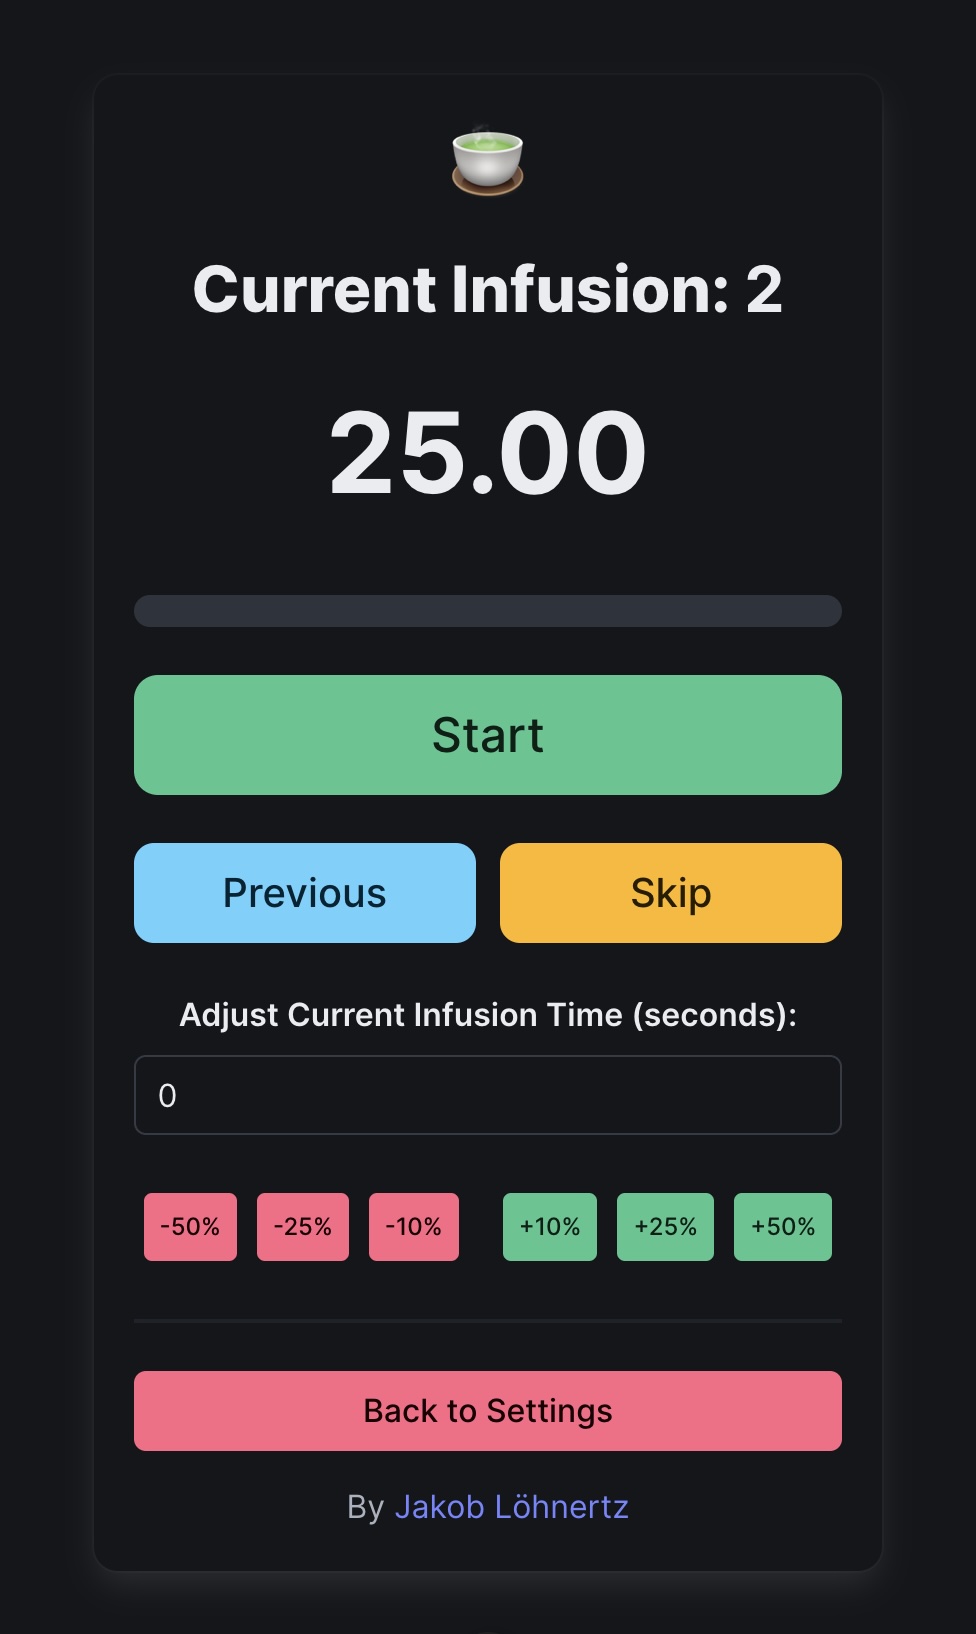 Current Infusion: 2
25.00
Start
Previous
Skip
Adjust Current Infusion Time (seconds):
0
-50% -25% -10% +10% +25% +50%
Back to Settings
By Jakob Löhnertz